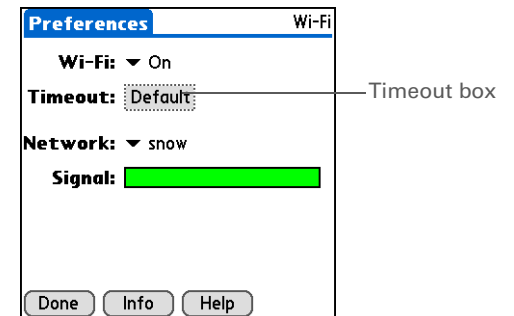 Preferences Wi-Fi
Wi-Fi: On
Timeout: Default
Timeout box
Network: snow
Signal:
Done Info Help